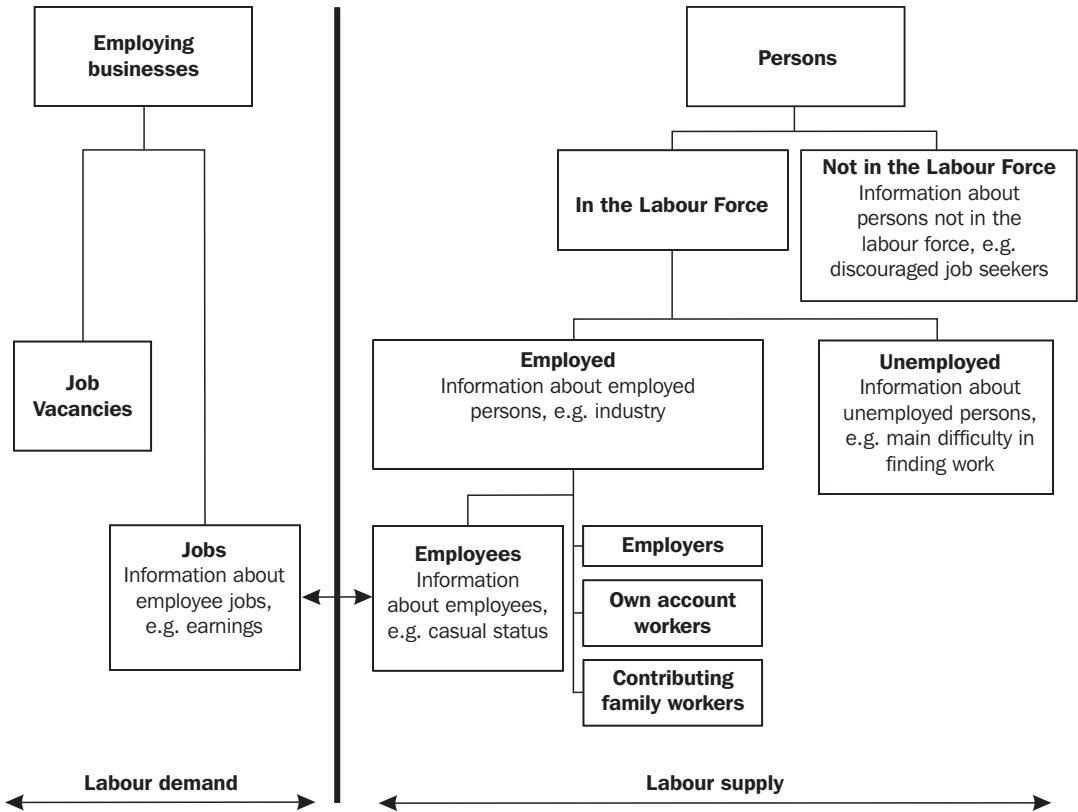 Employing
businesses
Persons
In the Labour Force
Not in the Labour Force
Information about
persons not in the
labour force, e.g.
discouraged job seekers
Job
Vacancies
Employed
Information about employed
persons, e.g. industry
Unemployed
Information about
unemployed persons,
e.g. main difficulty in
finding work
Jobs
Information about
employee jobs,
e.g. earnings
Employees
Information
about employees,
e.g. casual status
Employers
Own account
workers
Contributing
family workers
Labour demand
Labour supply